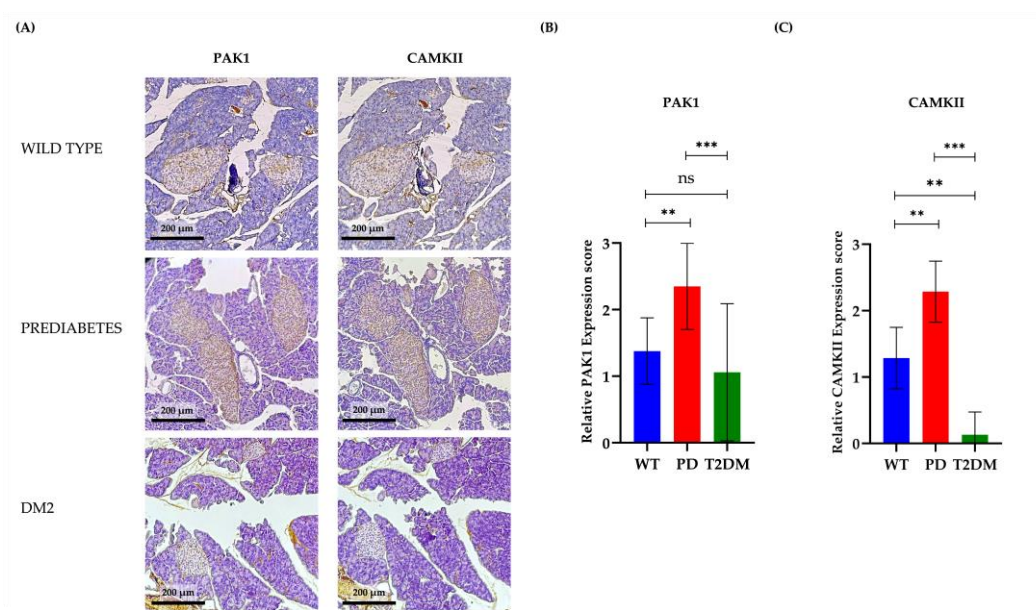 (A)
PAK1
CAMKII
WILD TYPE
200 µm
200 µm
PREDIABETES
200 µm
200 µm
DM2
200 µm
200 µm
(B)
PAK1
***
ns
**
Relative PAK1 Expression score
3
2
1
0
WT PD T2DM
(C)
CAMKII
***
**
**
Relative CAMKII Expression score
3
2
1
0
WT PD T2DM